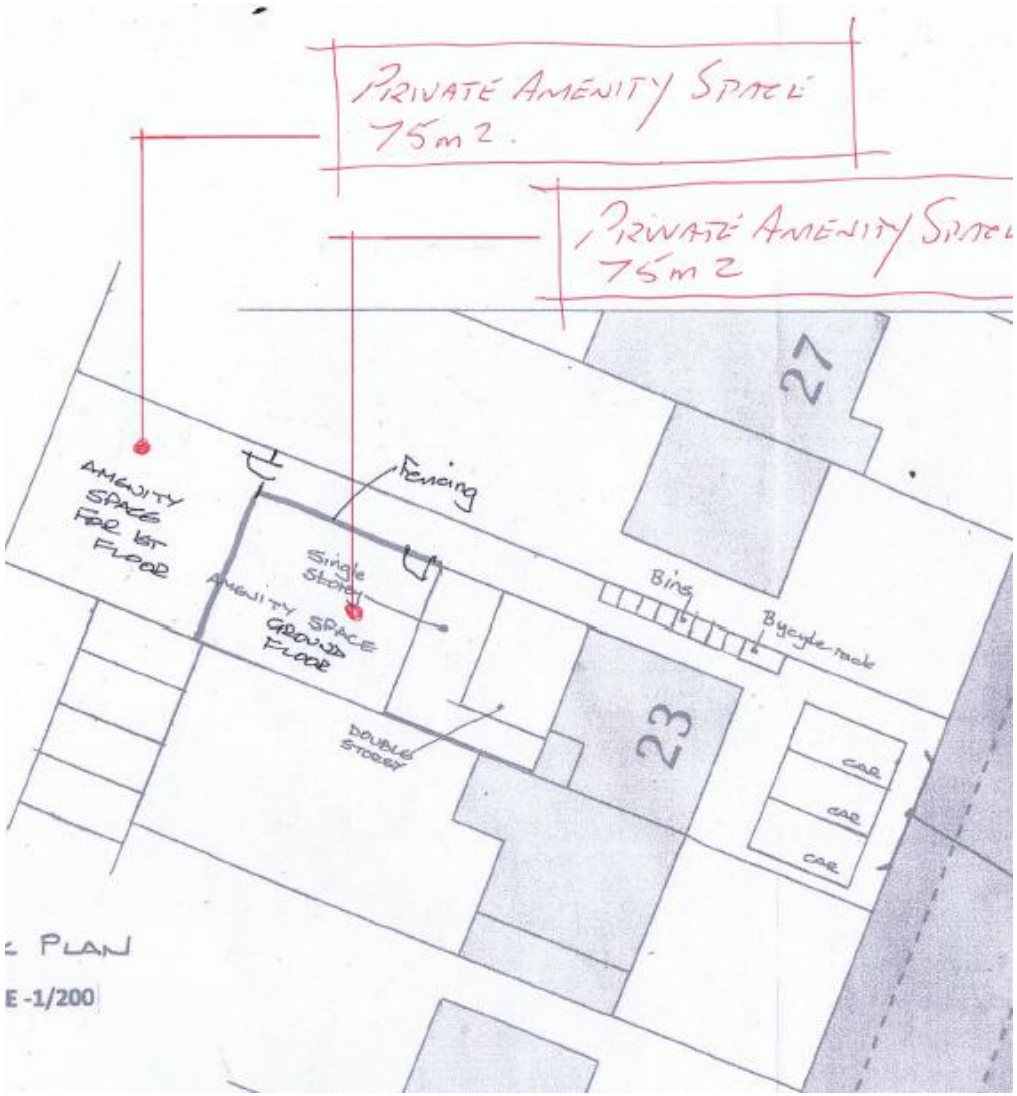 PRIVATE AMENITY SPACE
75m2.
PRIVATE AMENITY SPACE
75m2
27
Fencing
AMENITY
SPACE
FOR 1ST
FLOOR
Single
Storey
AMENITY SPACE
GROUND
FLOOR
Bins
Bycycle rack
23
DOUBLE
STOREY
CAR
CAR
CAR
PLAN
E -1/200